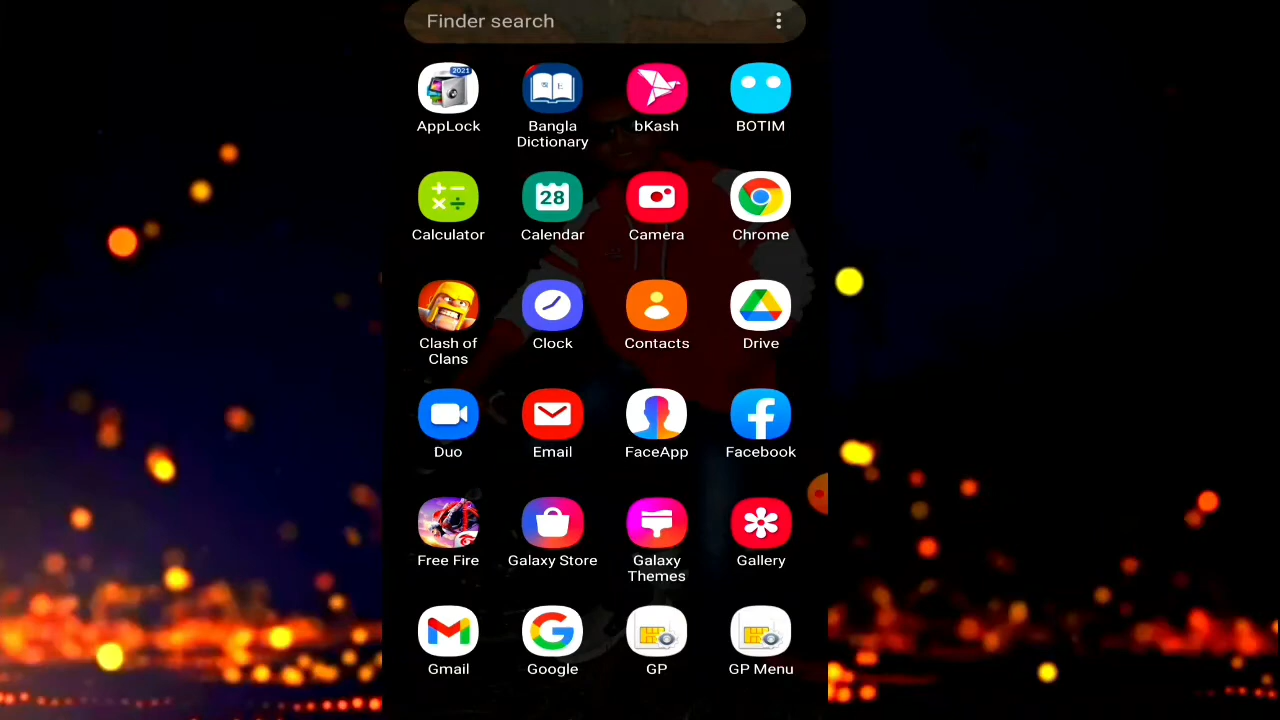 Finder search
2021
AppLock
Bangla
Dictionary
bKash
BOTIM
28
Calculator
Calendar
Camera
Chrome
Clash of
Clans
Clock
Contacts
Drive
Duo
Email
FaceApp
Facebook
Free Fire
Galaxy Store
Galaxy
Themes
Gallery
Gmail
Google
GP
GP Menu